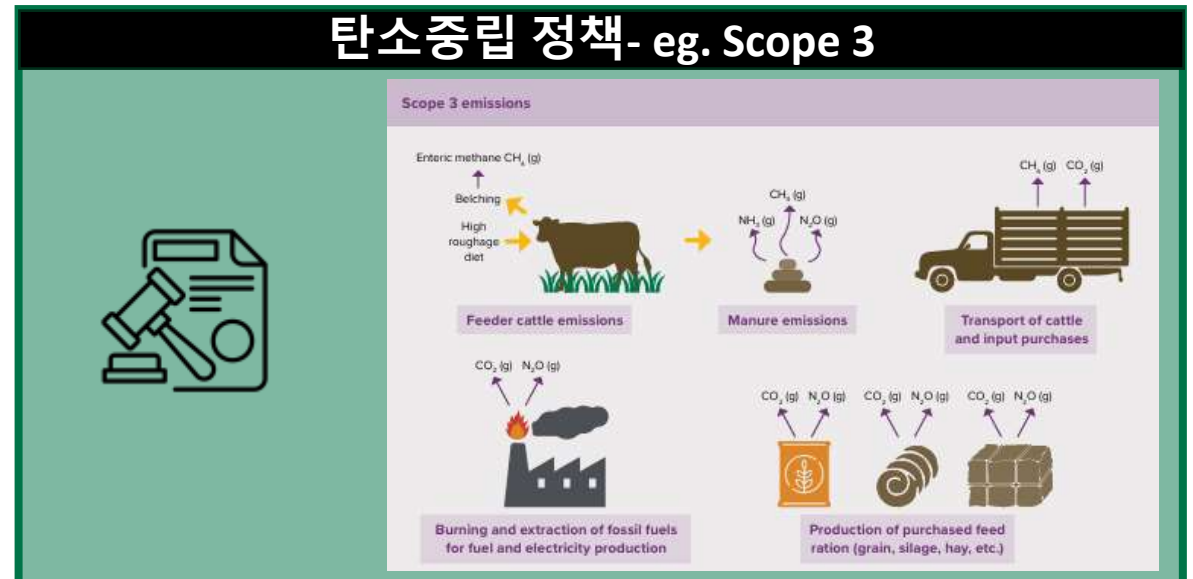 탄소중립 정책- eg. Scope 3
Scope 3 emissions
Enteric methane CH₄ (g)
Belching
High
roughage
diet
Feeder cattle emissions
CH₄ (g)
NH₃ (g) N₂O (g)
Manure emissions
CH₄ (g) CO₂ (g)
Transport of cattle
and input purchases
CO₂ (g) N₂O (g)
Burning and extraction of fossil fuels
for fuel and electricity production
CO₂ (g) N₂O (g) CO₂ (g) N₂O (g) CO₂ (g) N₂O (g)
Production of purchased feed
ration (grain, silage, hay, etc.)